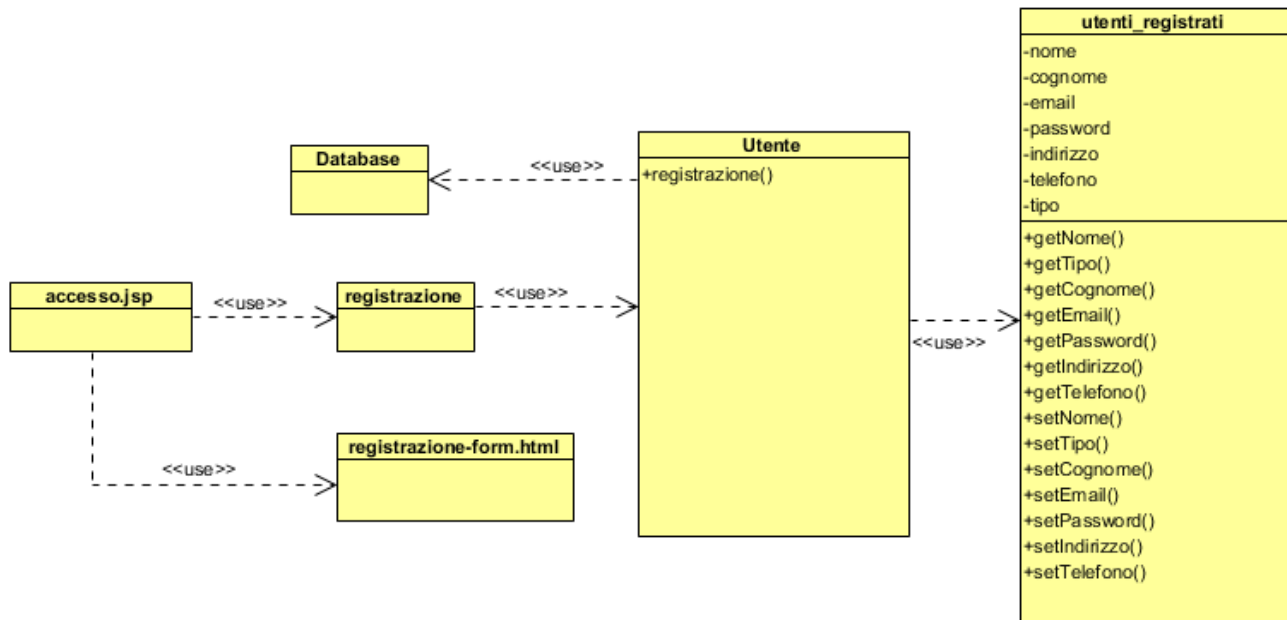 utenti_registrati
-nome
-cognome
-email
-password
-indirizzo
-telefono
-tipo
+getNome()
+getTipo()
+getCognome()
+getEmail()
+getPassword()
+getIndirizzo()
+getTelefono()
+setNome()
+setTipo()
+setCognome()
+setEmail()
+setPassword()
+setIndirizzo()
+setTelefono()
Utente
+registrazione()
Database
<<use>>
accesso.jsp
<<use>>
registrazione
<<use>>
<<use>>
registrazione-form.html
<<use>>